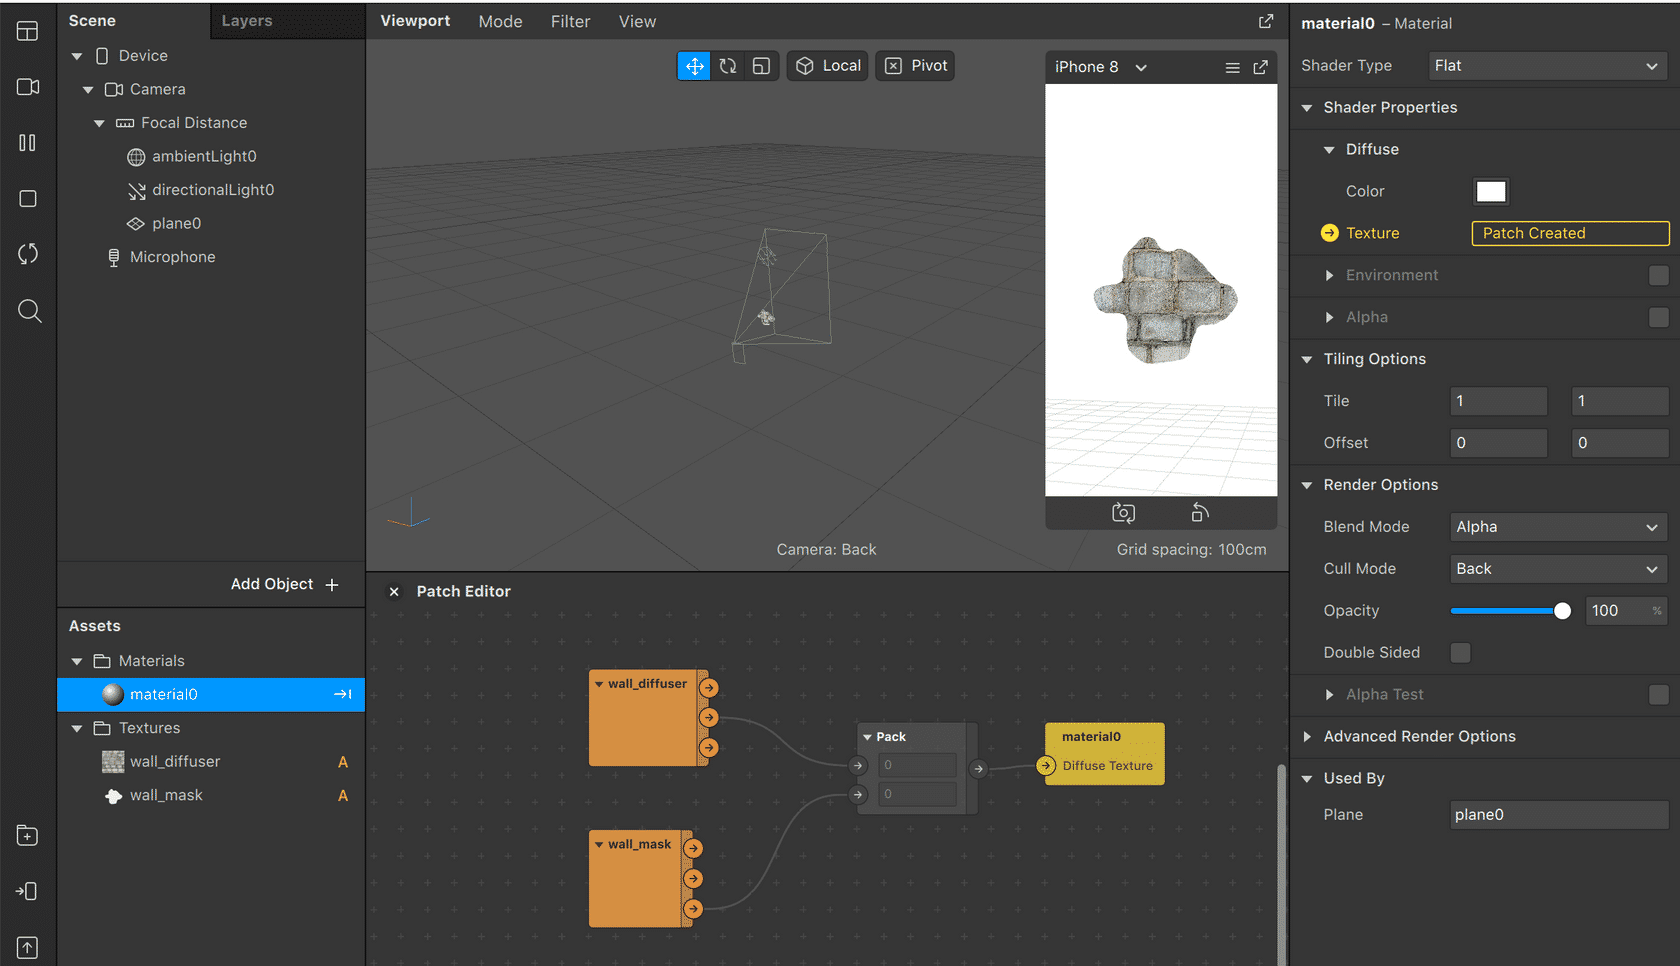 Scene
Layers
Device
Camera
Focal Distance
ambientLight0
directionalLight0
plane0
Microphone
Add Object +
Assets
Materials
material0
Textures
wall_diffuser A
wall_mask A
Viewport Mode Filter View
Local
Pivot
iPhone 8
Camera: Back
Grid spacing: 100cm
Patch Editor
wall_diffuser
wall_mask
Pack
0
0
material0
Diffuse Texture
material0 – Material
Shader Type Flat
Shader Properties
Diffuse
Color
Texture Patch Created
Environment
Alpha
Tiling Options
Tile 1 1
Offset 0 0
Render Options
Blend Mode Alpha
Cull Mode Back
Opacity 100 %
Double Sided
Alpha Test
Advanced Render Options
Used By
Plane plane0